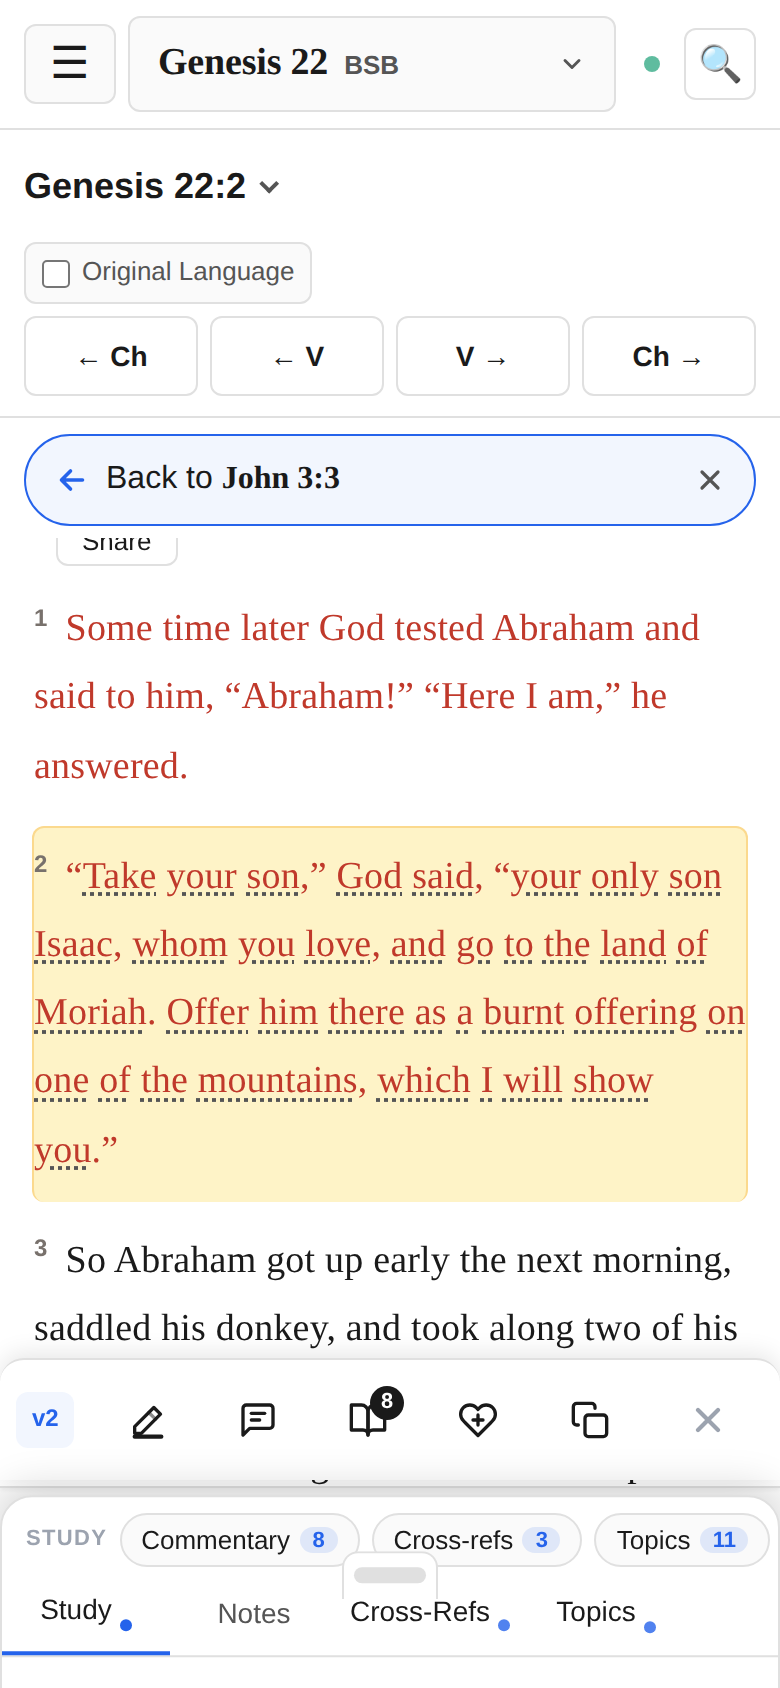 Genesis 22 BSB
Genesis 22:2
Original Language
← Ch
← V
V →
Ch →
Back to John 3:3
Share
1 Some time later God tested Abraham and
said to him, “Abraham!” “Here I am,” he
answered.
2 “Take your son,” God said, “your only son
Isaac, whom you love, and go to the land of
Moriah. Offer him there as a burnt offering on
one of the mountains, which I will show
you.”
3 So Abraham got up early the next morning,
saddled his donkey, and took along two of his
v2
8
STUDY
Commentary 8
Cross-refs 3
Topics 11
Study
Notes
Cross-Refs
Topics